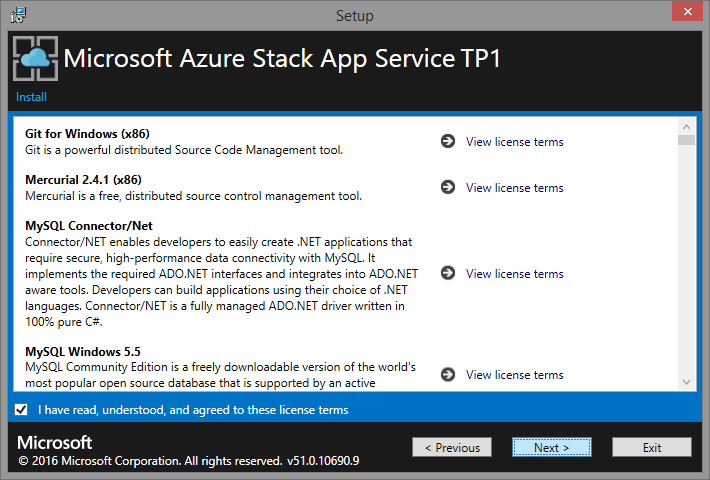 Setup
Microsoft Azure Stack App Service TP1
Install
Git for Windows (x86)
Git is a powerful distributed Source Code Management tool.
View license terms
Mercurial 2.4.1 (x86)
Mercurial is a free, distributed source control management tool.
View license terms
MySQL Connector/Net
Connector/NET enables developers to easily create .NET applications that
require secure, high-performance data connectivity with MySQL. It
implements the required ADO.NET interfaces and integrates into ADO.NET
aware tools. Developers can build applications using their choice of .NET
languages. Connector/NET is a fully managed ADO.NET driver written in
100% pure C#.
View license terms
MySQL Windows 5.5
MySQL Community Edition is a freely downloadable version of the world's
most popular open source database that is supported by an active
View license terms
I have read, understood, and agreed to these license terms
Microsoft
© 2016 Microsoft Corporation. All rights reserved. v51.0.10690.9
< Previous
Next >
Exit